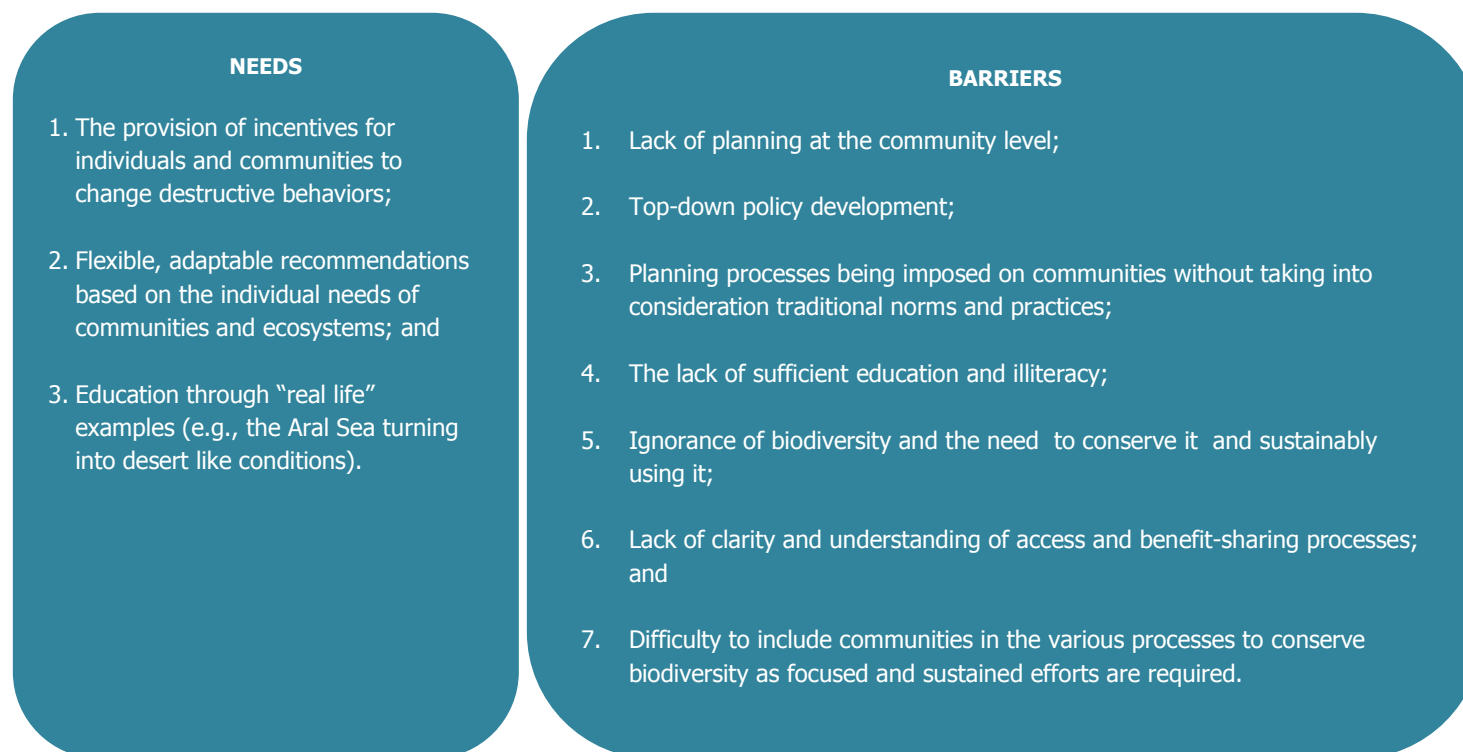 NEEDS
1. The provision of incentives for
individuals and communities to
change destructive behaviors;
2. Flexible, adaptable recommendations
based on the individual needs of
communities and ecosystems; and
3. Education through “real life”
examples (e.g., the Aral Sea turning
into desert like conditions).
BARRIERS
1. Lack of planning at the community level;
2. Top-down policy development;
3. Planning processes being imposed on communities without taking into
consideration traditional norms and practices;
4. The lack of sufficient education and illiteracy;
5. Ignorance of biodiversity and the need  to conserve it  and sustainably
using it;
6. Lack of clarity and understanding of access and benefit-sharing processes;
and
7. Difficulty to include communities in the various processes to conserve
biodiversity as focused and sustained efforts are required.